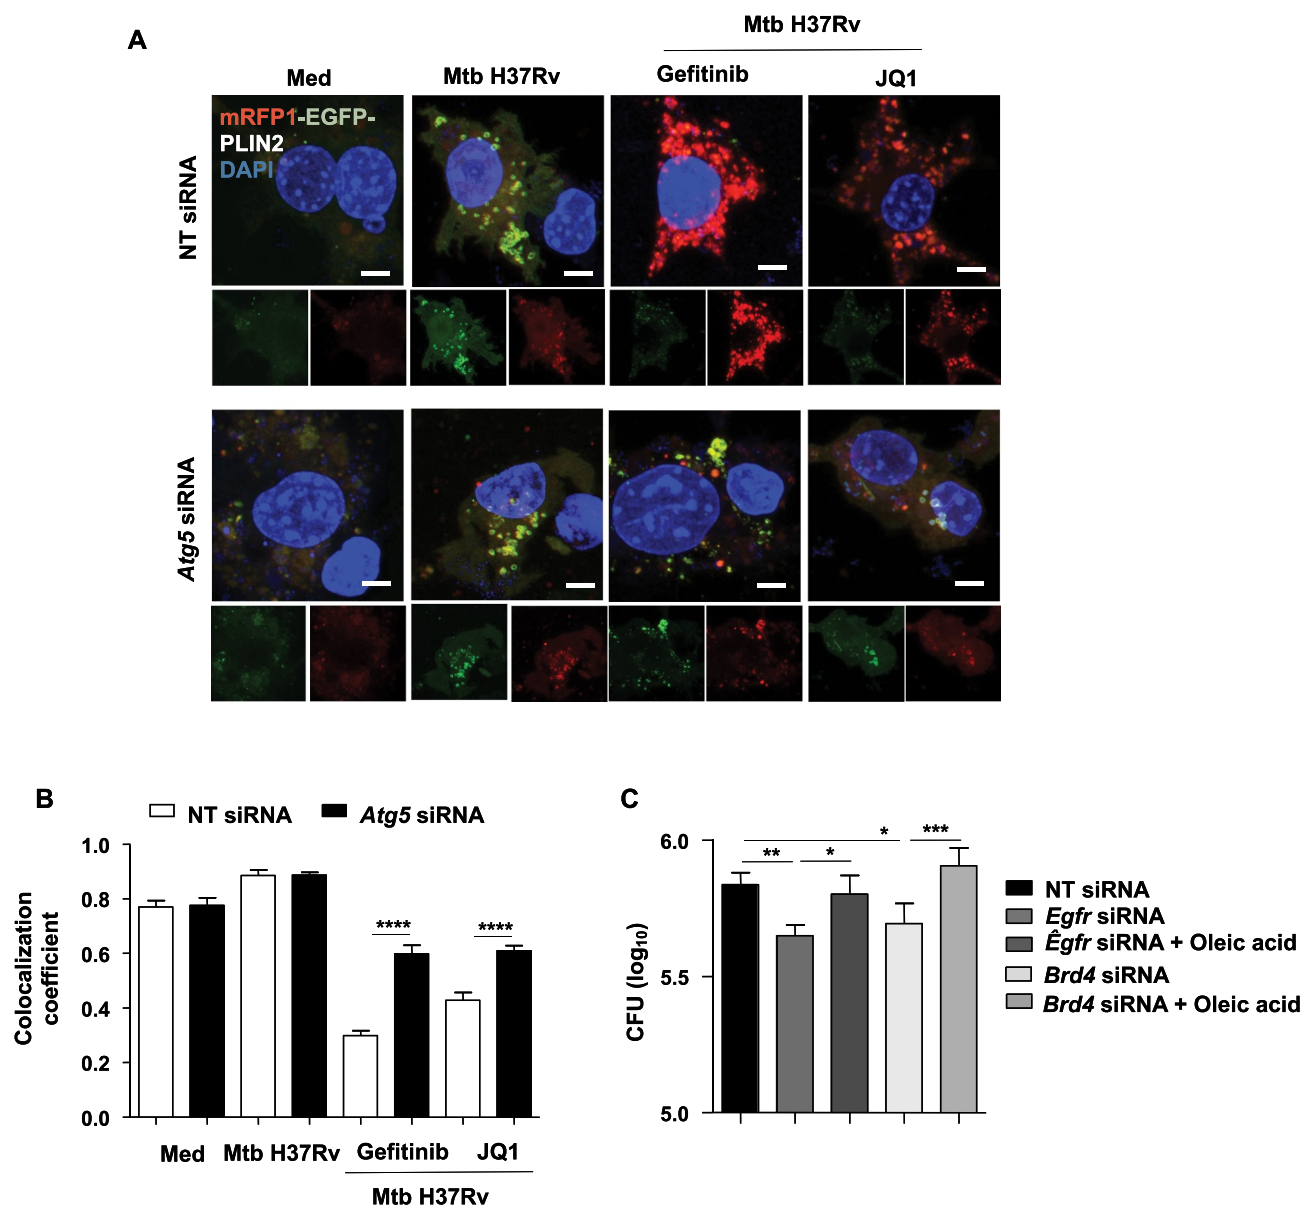 A
Mtb H37Rv
Med
Mtb H37Rv
Gefitinib
JQ1
mRFP1-EGFP-
PLIN2
DAPI
NT siRNA
Atg5 siRNA
B
NT siRNA
Atg5 siRNA
1.0
0.8
0.6
0.4
0.2
0.0
Colocalization
coefficient
****
****
Med
Mtb H37Rv
Gefitinib
JQ1
Mtb H37Rv
C
6.0
5.5
5.0
CFU (log10)
**
*
*
***
NT siRNA
Egfr siRNA
Êgfr siRNA + Oleic acid
Brd4 siRNA
Brd4 siRNA + Oleic acid